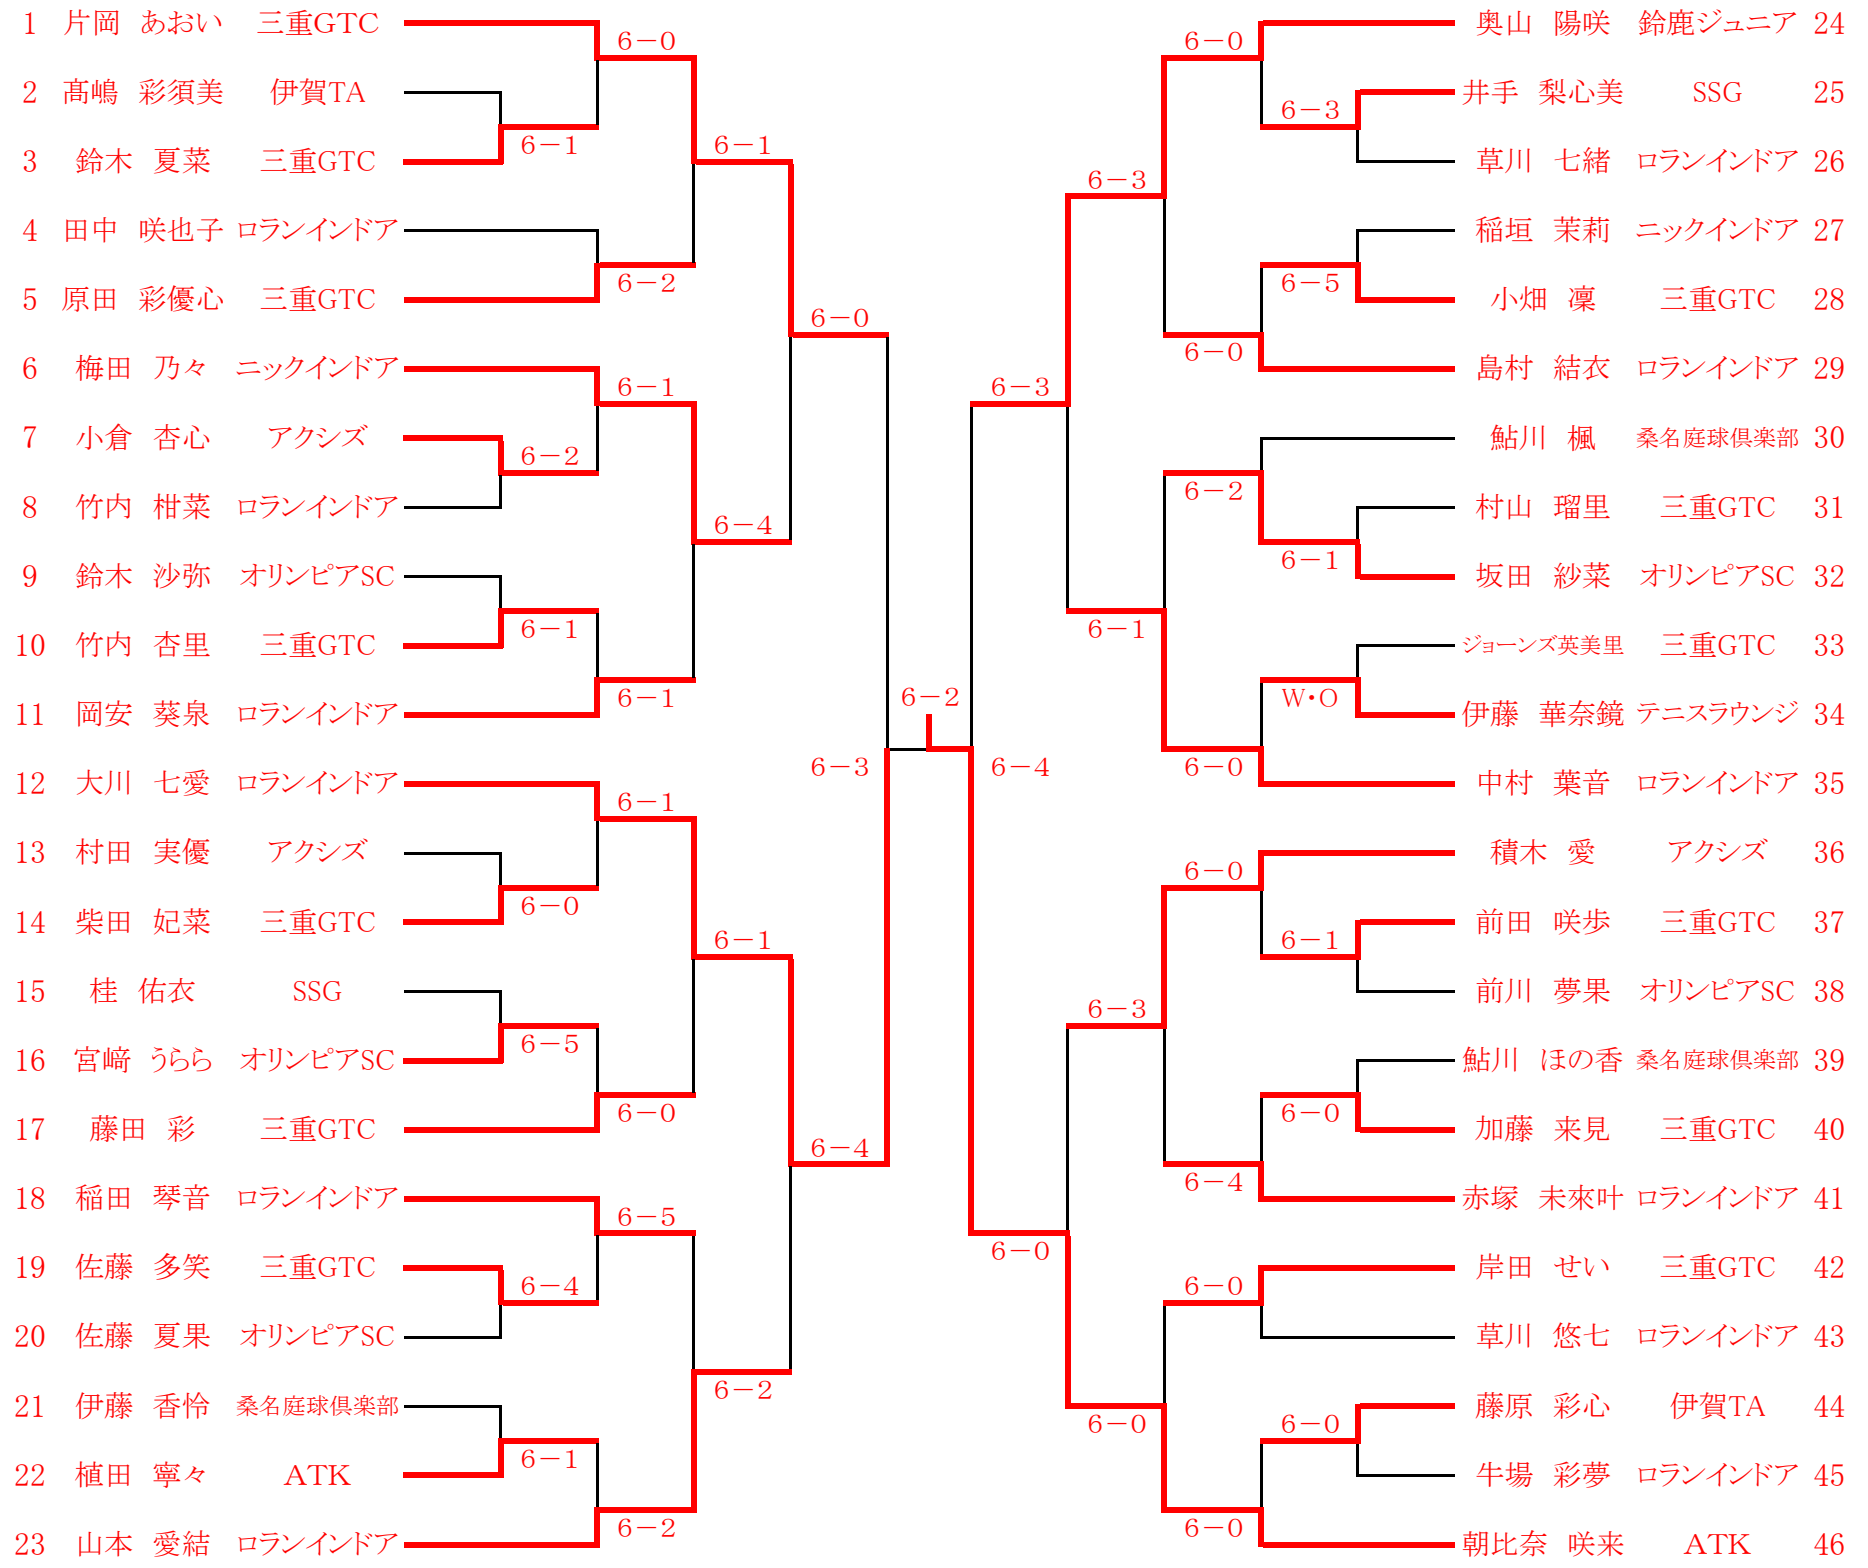 1 片岡 あおい 三重GTC
2 髙嶋 彩須美 伊賀TA
3 鈴木 夏菜 三重GTC
4 田中 咲也子 ロランインドア
5 原田 彩優心 三重GTC
6 梅田 乃々 ニックインドア
7 小倉 杏心 アクシズ
8 竹内 柑菜 ロランインドア
9 鈴木 沙弥 オリンピアSC
10 竹内 杏里 三重GTC
11 岡安 葵泉 ロランインドア
12 大川 七愛 ロランインドア
13 村田 実優 アクシズ
14 柴田 妃菜 三重GTC
15 桂 佑衣 SSG
16 宮﨑 うらら オリンピアSC
17 藤田 彩 三重GTC
18 稲田 琴音 ロランインドア
19 佐藤 多笑 三重GTC
20 佐藤 夏果 オリンピアSC
21 伊藤 香怜 桑名庭球倶楽部
22 植田 寧々 ATK
23 山本 愛結 ロランインドア
6-1
6-2
6-1
6-0
6-5
6-4
6-1
6-0
6-2
6-1
6-1
6-1
6-0
6-5
6-2
6-1
6-4
6-1
6-2
6-0
6-4
6-3
6-2
6-4
6-3
6-0
6-3
6-1
6-3
6-0
6-0
6-0
6-2
6-0
6-0
6-4
6-0
6-0
6-3
6-5
6-1
W・O
6-1
6-0
6-0
奥山 陽咲 鈴鹿ジュニア 24
井手 梨心美 SSG 25
草川 七緒 ロランインドア 26
稲垣 茉莉 ニックインドア 27
小畑 凜 三重GTC 28
島村 結衣 ロランインドア 29
鮎川 楓 桑名庭球倶楽部 30
村山 瑠里 三重GTC 31
坂田 紗菜 オリンピアSC 32
ジョーンズ英美里 三重GTC 33
伊藤 華奈鏡 テニスラウンジ 34
中村 葉音 ロランインドア 35
積木 愛 アクシズ 36
前田 咲歩 三重GTC 37
前川 夢果 オリンピアSC 38
鮎川 ほの香 桑名庭球倶楽部 39
加藤 来見 三重GTC 40
赤塚 未來叶 ロランインドア 41
岸田 せい 三重GTC 42
草川 悠七 ロランインドア 43
藤原 彩心 伊賀TA 44
牛場 彩夢 ロランインドア 45
朝比奈 咲来 ATK 46